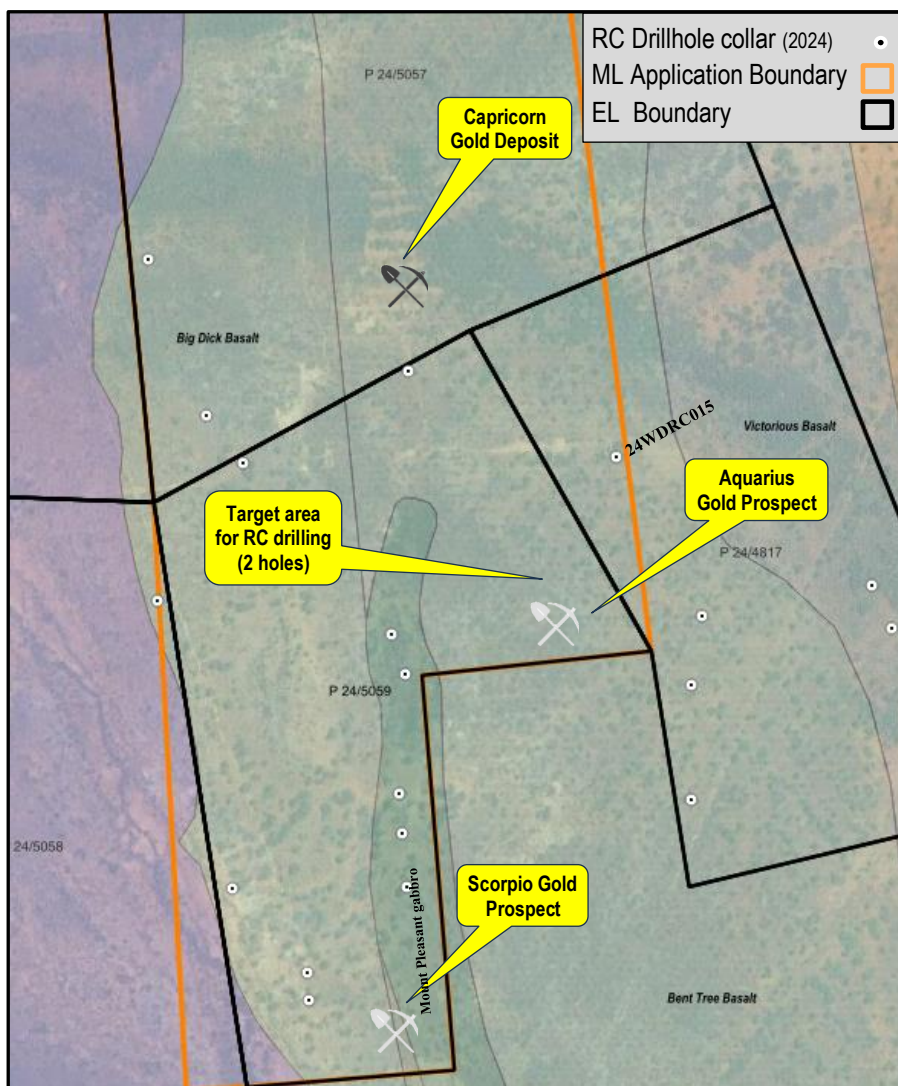 RC Drillhole collar (2024)
ML Application Boundary
EL Boundary
P 24/5057
Capricorn
Gold Deposit
Big Dick Basalt
24WDRC015
Victorious Basalt
Aquarius
Gold Prospect
Target area
for RC drilling
(2 holes)
P 24/4817
P 24/5059
24/5058
Scorpio Gold
Prospect
Mount Pleasant gabbro
Bent Tree Basalt